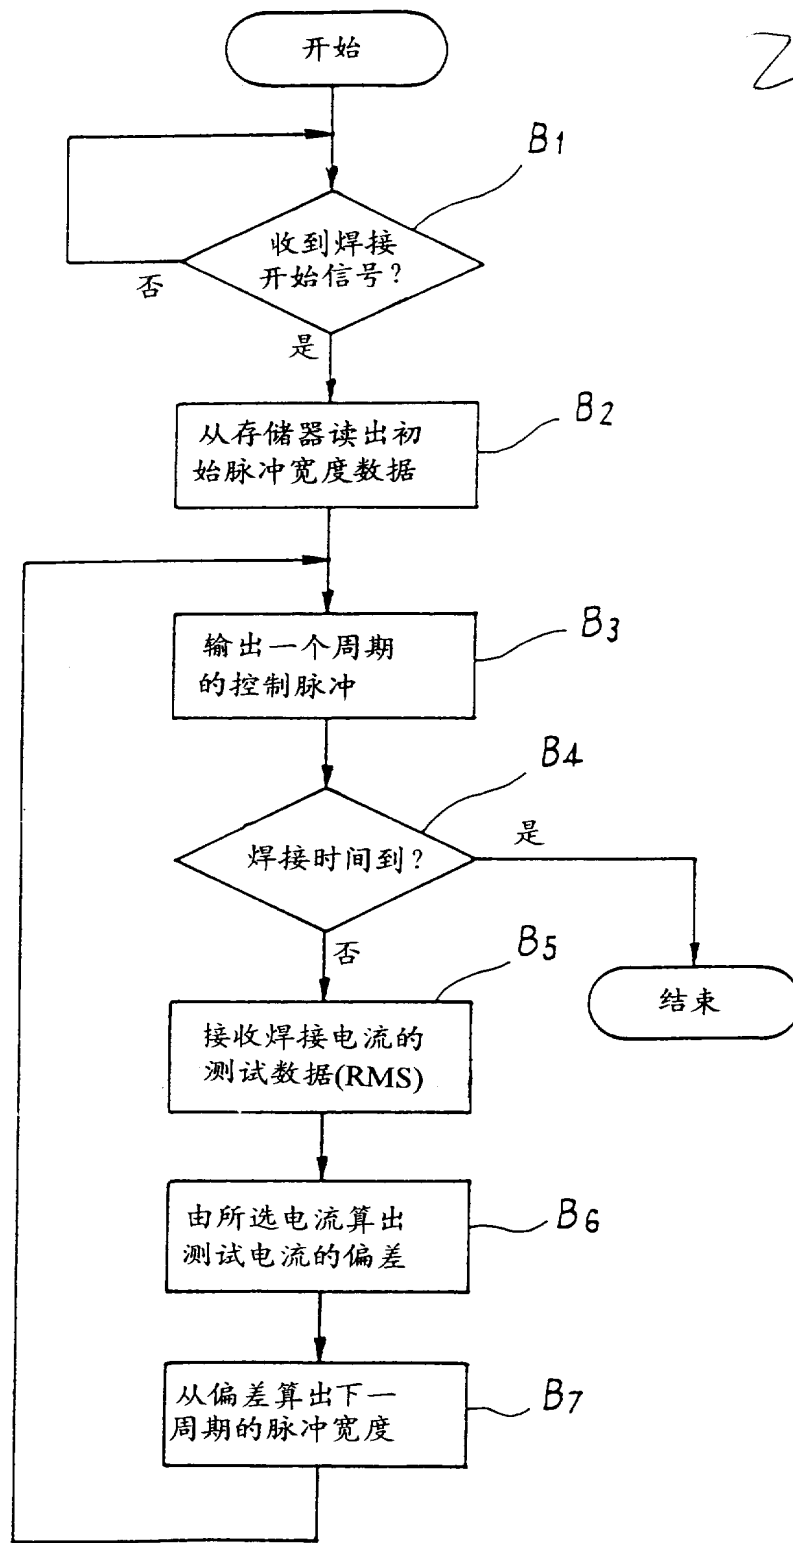 开始
B1
收到焊接
开始信号?
否
是
B2
从存储器读出初
始脉冲宽度数据
B3
输出一个周期
的控制脉冲
B4
焊接时间到?
是
否
B5
结束
接收焊接电流的
测试数据(RMS)
由所选电流算出
测试电流的偏差
B6
从偏差算出下一
周期的脉冲宽度
B7